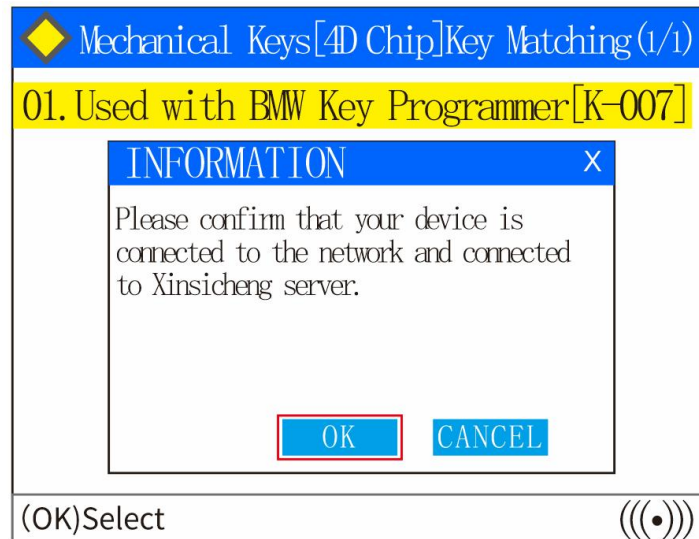 Mechanical Keys[4D Chip]Key Matching(1/1)
01.Used with BMW Key Programmer[K-007]
INFORMATION X
Please confirm that your device is
connected to the network and connected
to Xinsicheng server.
OK CANCEL
(OK)Select